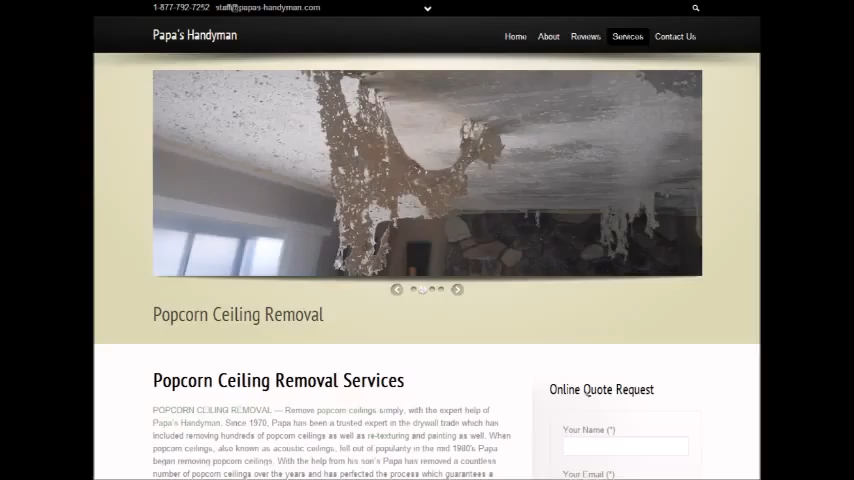 1-877-792-7252 staff@papas-handyman.com
Papa's Handyman
Home About Reviews Services Contact Us
Popcorn Ceiling Removal
Popcorn Ceiling Removal Services
POPCORN CEILING REMOVAL — Remove popcorn ceilings simply, with the expert help of
Papa's Handyman. Since 1970, Papa has been a trusted expert in the drywall trade which has
included removing hundreds of popcorn ceilings as well as re-texturing and painting as well. When
popcorn ceilings, also known as acoustic ceilings, fell out of popularity in the mid 1980's Papa
began removing popcorn ceilings. With the help from his son's Papa has removed a countless
number of popcorn ceilings over the years and has perfected the process which guarantees a
Online Quote Request
Your Name (*)
Your Email (*)